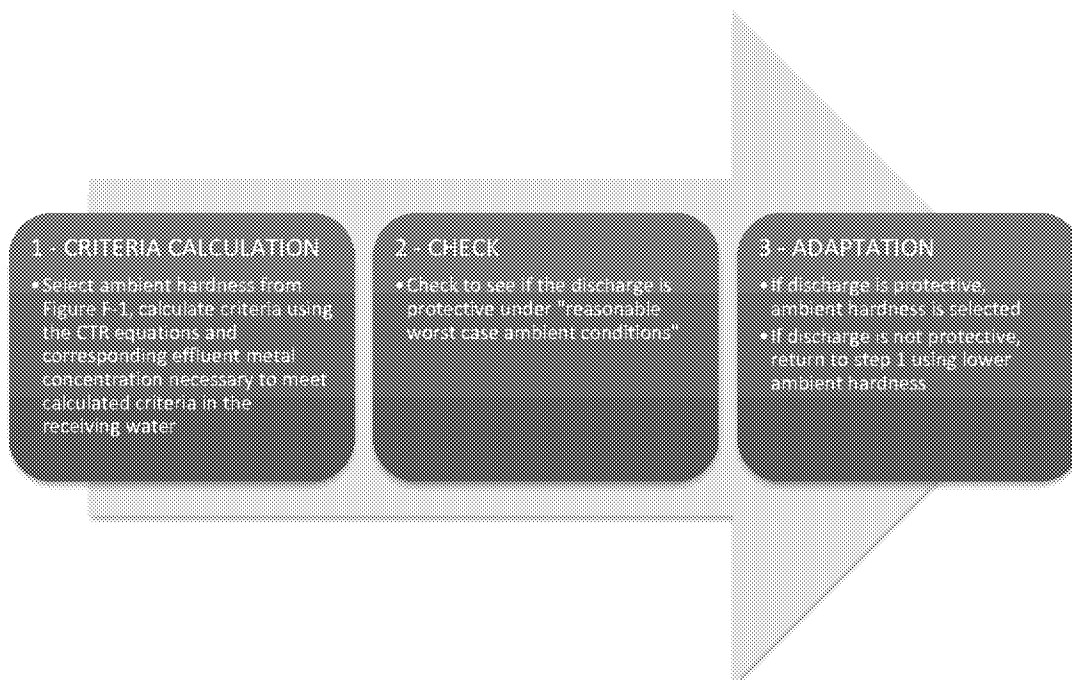 1 - CRITERIA CALCULATION
•Select ambient hardness from
Figure F-1, calculate criteria using
the CTR equations and
corresponding effluent metal
concentration necessary to meet
calculated criteria in the
receiving water
2 - CHECK
•Check to see if the discharge is
protective under "reasonable
worst case ambient conditions"
3 - ADAPTATION
•if discharge is protective,
ambient hardness is selected
•if discharge is not protective,
return to step 1 using lower
ambient hardness